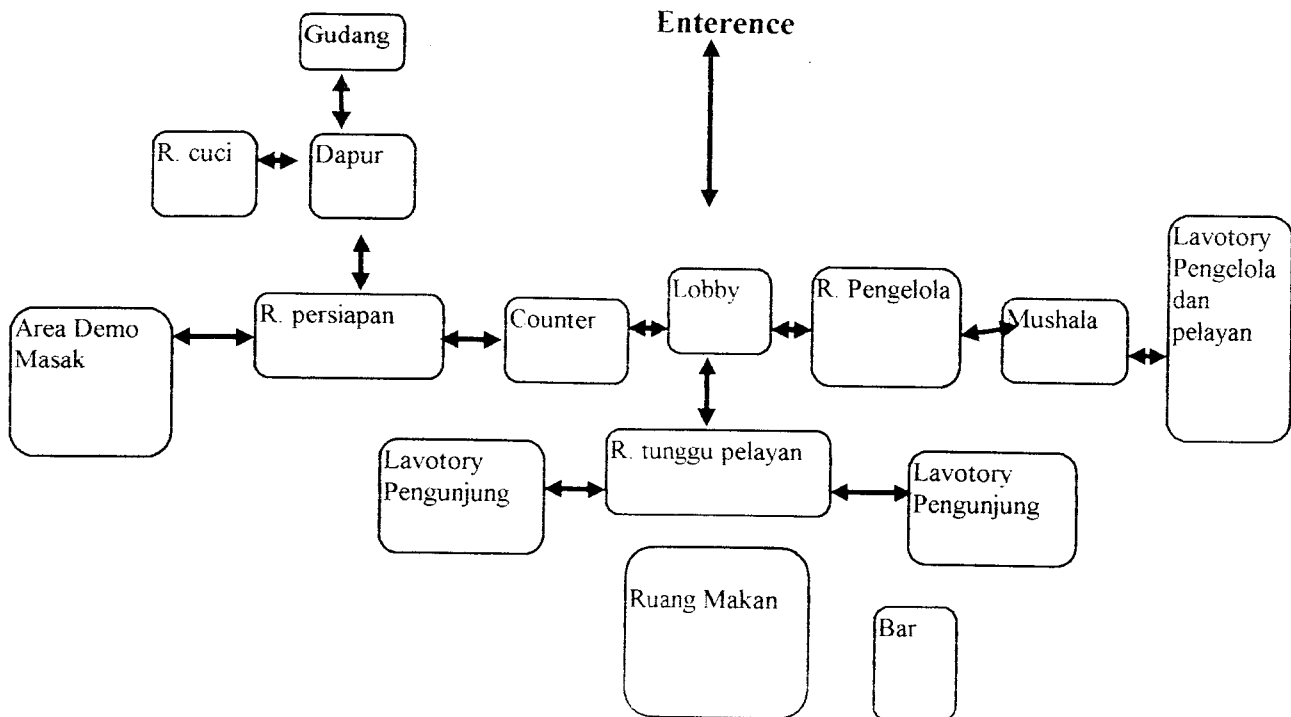 Enterence
Gudang
R. cuci
Dapur
Lavotory
Pengelola
dan
pelayan
Area Demo
Masak
R. persiapan
Counter
Lobby
R. Pengelola
Mushala
Lavotory
Pengunjung
R. tunggu pelayan
Lavotory
Pengunjung
Ruang Makan
Bar